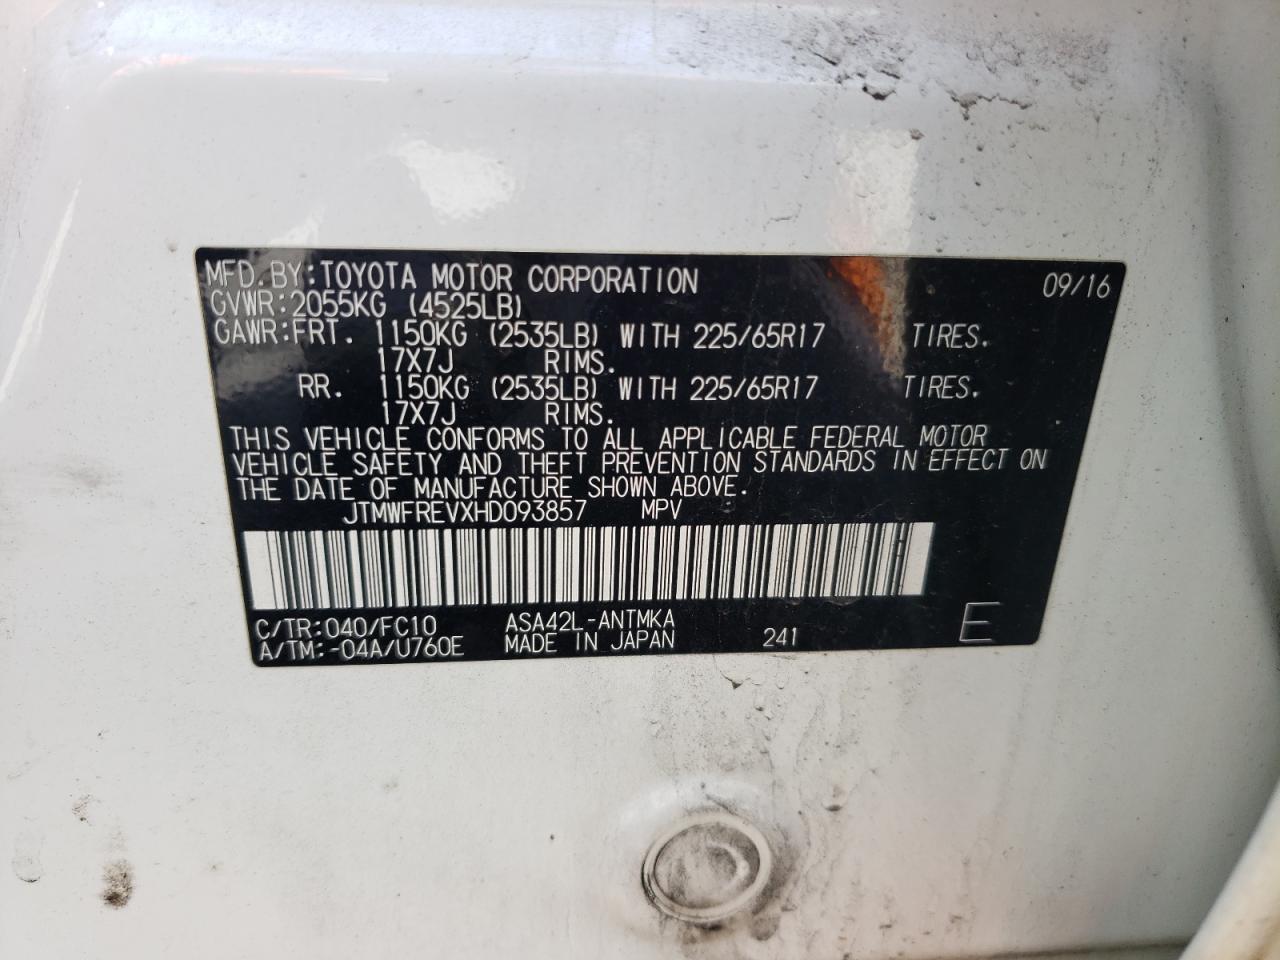 MFD. BY:TOYOTA MOTOR CORPORATION 09/16
GVWR:2055KG (4525LB)
GAWR:FRT. 1150KG (2535LB) WITH 225/65R17 TIRES.
17X7J RIMS.
RR. 1150KG (2535LB) WITH 225/65R17 TIRES.
17X7J RIMS.
THIS VEHICLE CONFORMS TO ALL APPLICABLE FEDERAL MOTOR
VEHICLE SAFETY AND THEFT PREVENTION STANDARDS IN EFFECT ON
THE DATE OF MANUFACTURE SHOWN ABOVE.
JTMWFREVXHD093857 MPV
C/TR:040/FC10 ASA42L-ANTMKA
A/TM:-04A/U760E MADE IN JAPAN 241 E